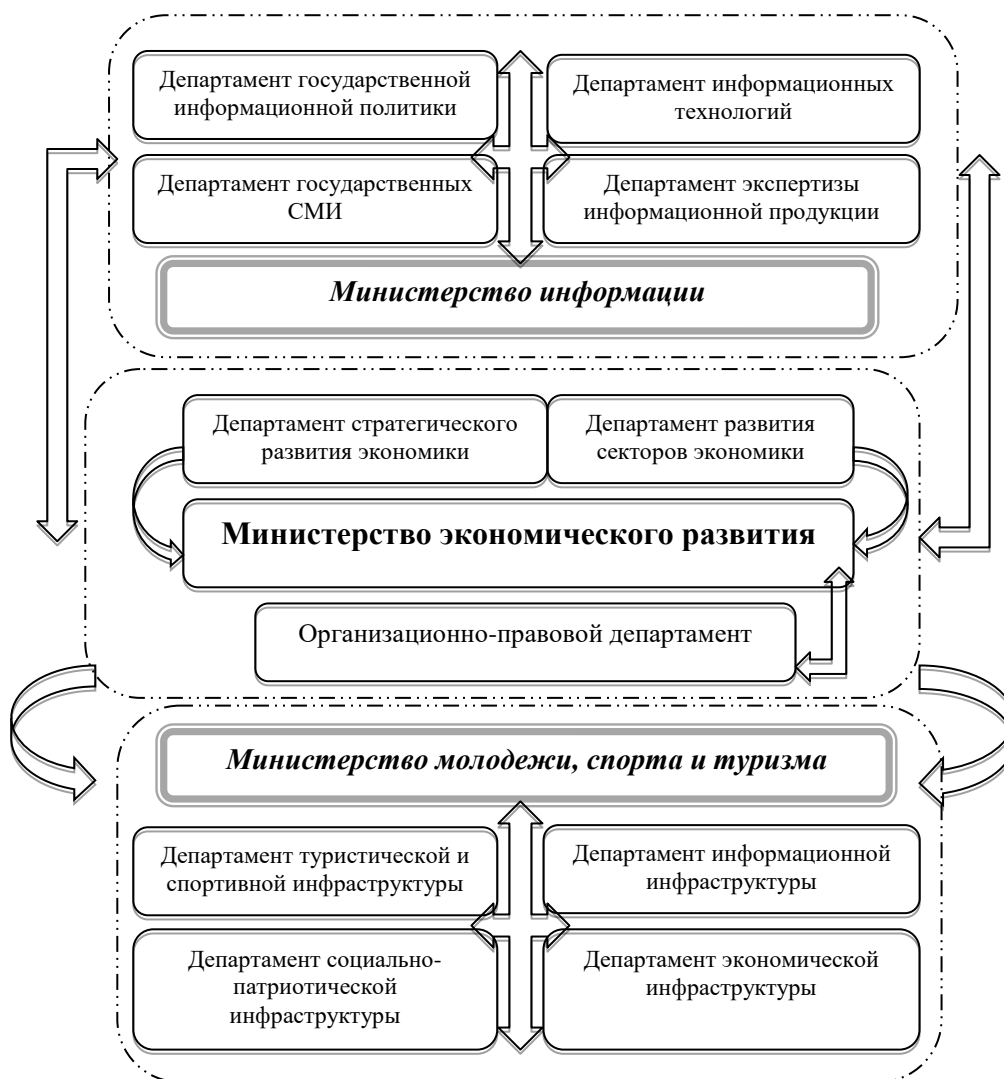 Департамент государственной
информационной политики
Департамент информационных
технологий
Департамент государственных
СМИ
Департамент экспертизы
информационной продукции
Министерство информации
Департамент стратегического
развития экономики
Департамент развития
секторов экономики
Министерство экономического развития
Организационно-правовой департамент
Министерство молодежи, спорта и туризма
Департамент туристической и
спортивной инфраструктуры
Департамент информационной
инфраструктуры
Департамент социально-
патриотической
инфраструктуры
Департамент экономической
инфраструктуры